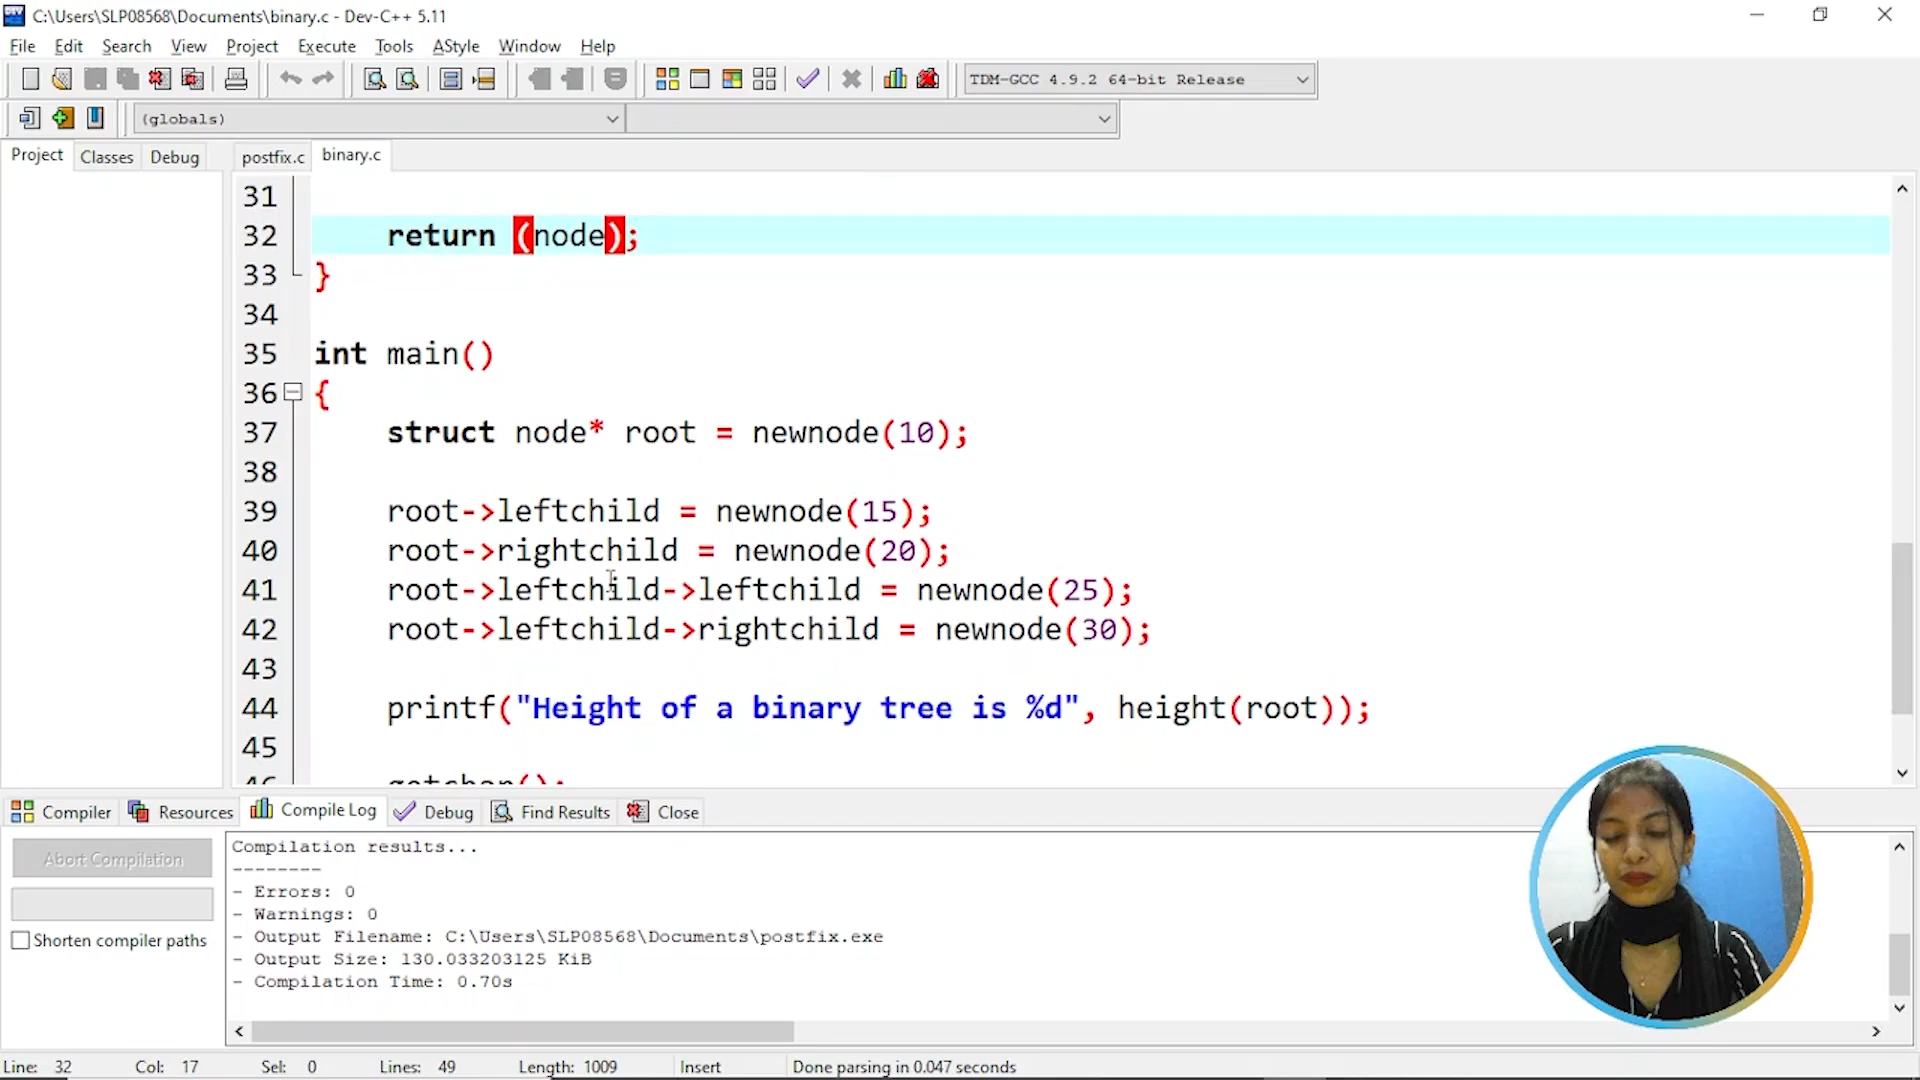 C:\Users\SLP08568\Documents\binary.c - Dev-C++ 5.11
File Edit Search View Project Execute Tools AStyle Window Help
TDM-GCC 4.9.2 64-bit Release
(globals)
Project Classes Debug postfix.c binary.c
31
32 return (node);
33 }
34
35 int main()
36 {
37 struct node* root = newnode(10);
38
39 root->leftchild = newnode(15);
40 root->rightchild = newnode(20);
41 root->leftchild->leftchild = newnode(25);
42 root->leftchild->rightchild = newnode(30);
43
44 printf("Height of a binary tree is %d", height(root));
45
46 getchar();
Compiler Resources Compile Log Debug Find Results Close
Abort Compilation
Shorten compiler paths
Compilation results...
--------
- Errors: 0
- Warnings: 0
- Output Filename: C:\Users\SLP08568\Documents\postfix.exe
- Output Size: 130.033203125 KiB
- Compilation Time: 0.70s
Line: 32 Col: 17 Sel: 0 Lines: 49 Length: 1009 Insert Done parsing in 0.047 seconds